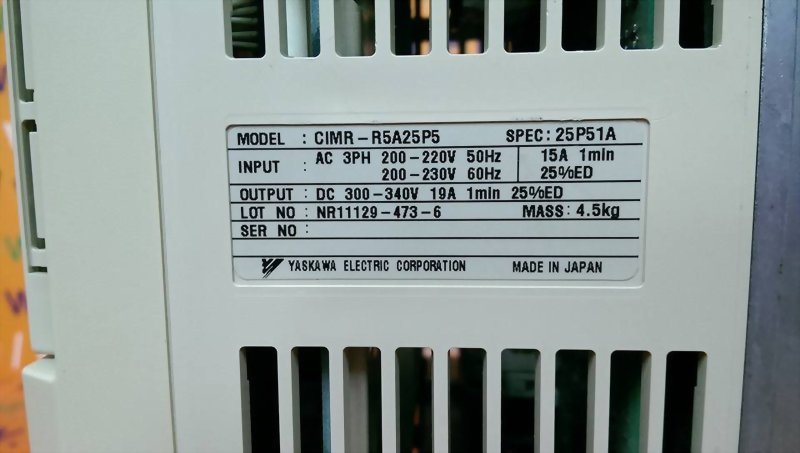 MODEL : CIMR-R5A25P5 SPEC: 25P51A
INPUT : AC 3PH 200-220V 50Hz 15A 1min
200-230V 60Hz 25%ED
OUTPUT : DC 300-340V 19A 1min 25%ED
LOT NO : NR11129-473-6 MASS: 4.5kg
SER NO :
YASKAWA ELECTRIC CORPORATION MADE IN JAPAN